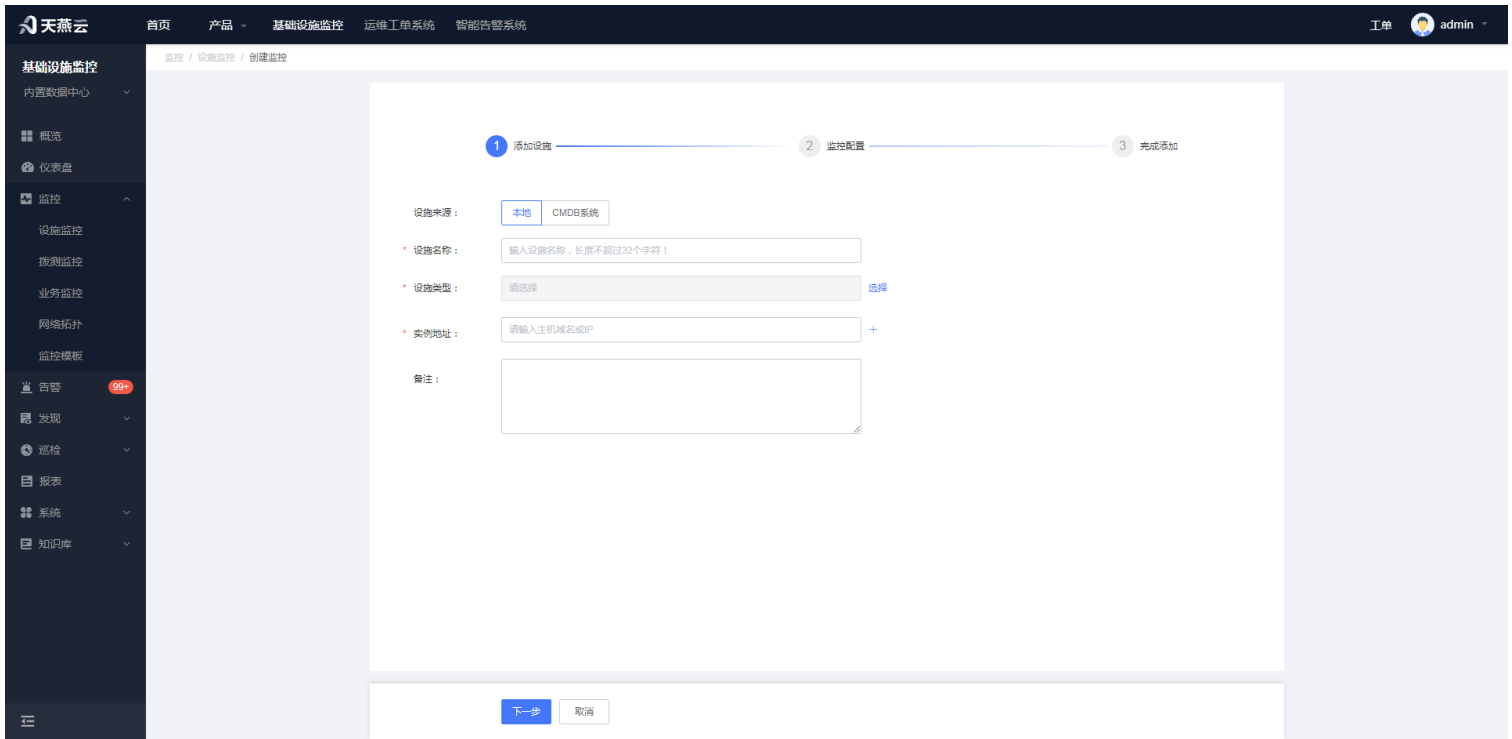 天燕云 首页 产品 基础设施监控 运维工单系统 智能告警系统 工单 admin
基础设施监控
内置数据中心
概览
仪表盘
监控
设施监控
拨测监控
业务监控
网络拓扑
监控模板
告警 99+
发现
巡检
报表
系统
知识库
监控 / 设施监控 / 创建监控
1 添加设施 2 监控配置 3 完成添加
设施来源： 本地 CMDB系统
* 设施名称： 输入设施名称，长度不超过32个字符！
* 设施类型： 请选择 选择
* 实例地址： 请输入主机域名或IP +
备注：
下一步 取消